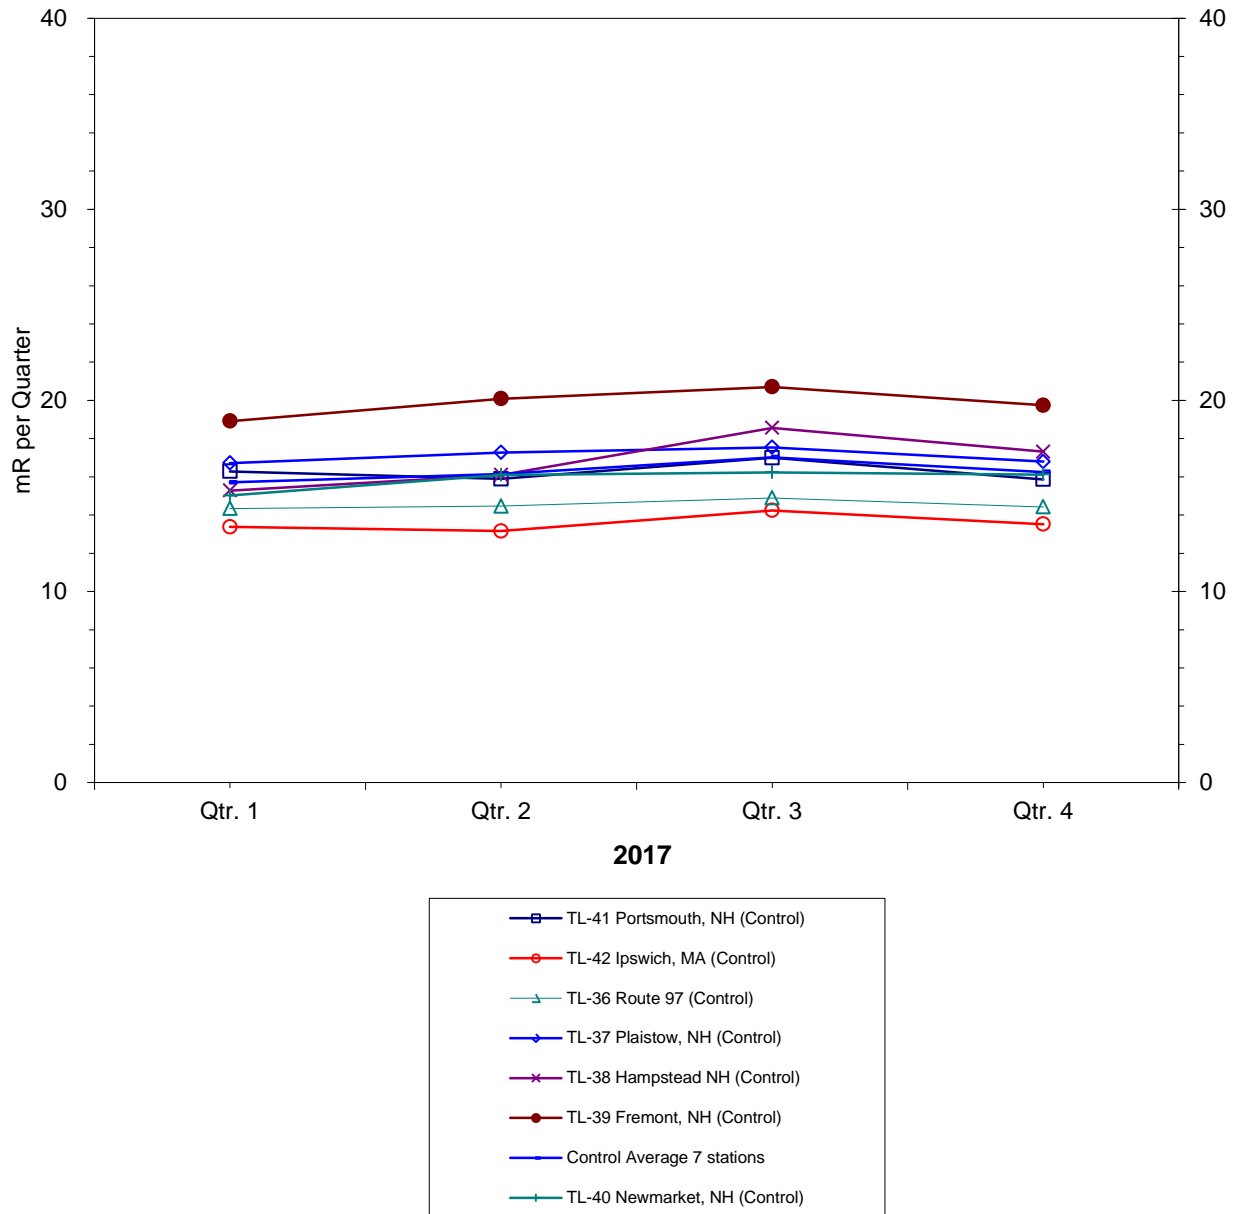 40 40
30 30
mR per Quarter
20 20
10 10
0 0
Qtr. 1 Qtr. 2 Qtr. 3 Qtr. 4
2017
TL-41 Portsmouth, NH (Control)
TL-42 Ipswich, MA (Control)
TL-36 Route 97 (Control)
TL-37 Plaistow, NH (Control)
TL-38 Hampstead NH (Control)
TL-39 Fremont, NH (Control)
Control Average 7 stations
TL-40 Newmarket, NH (Control)